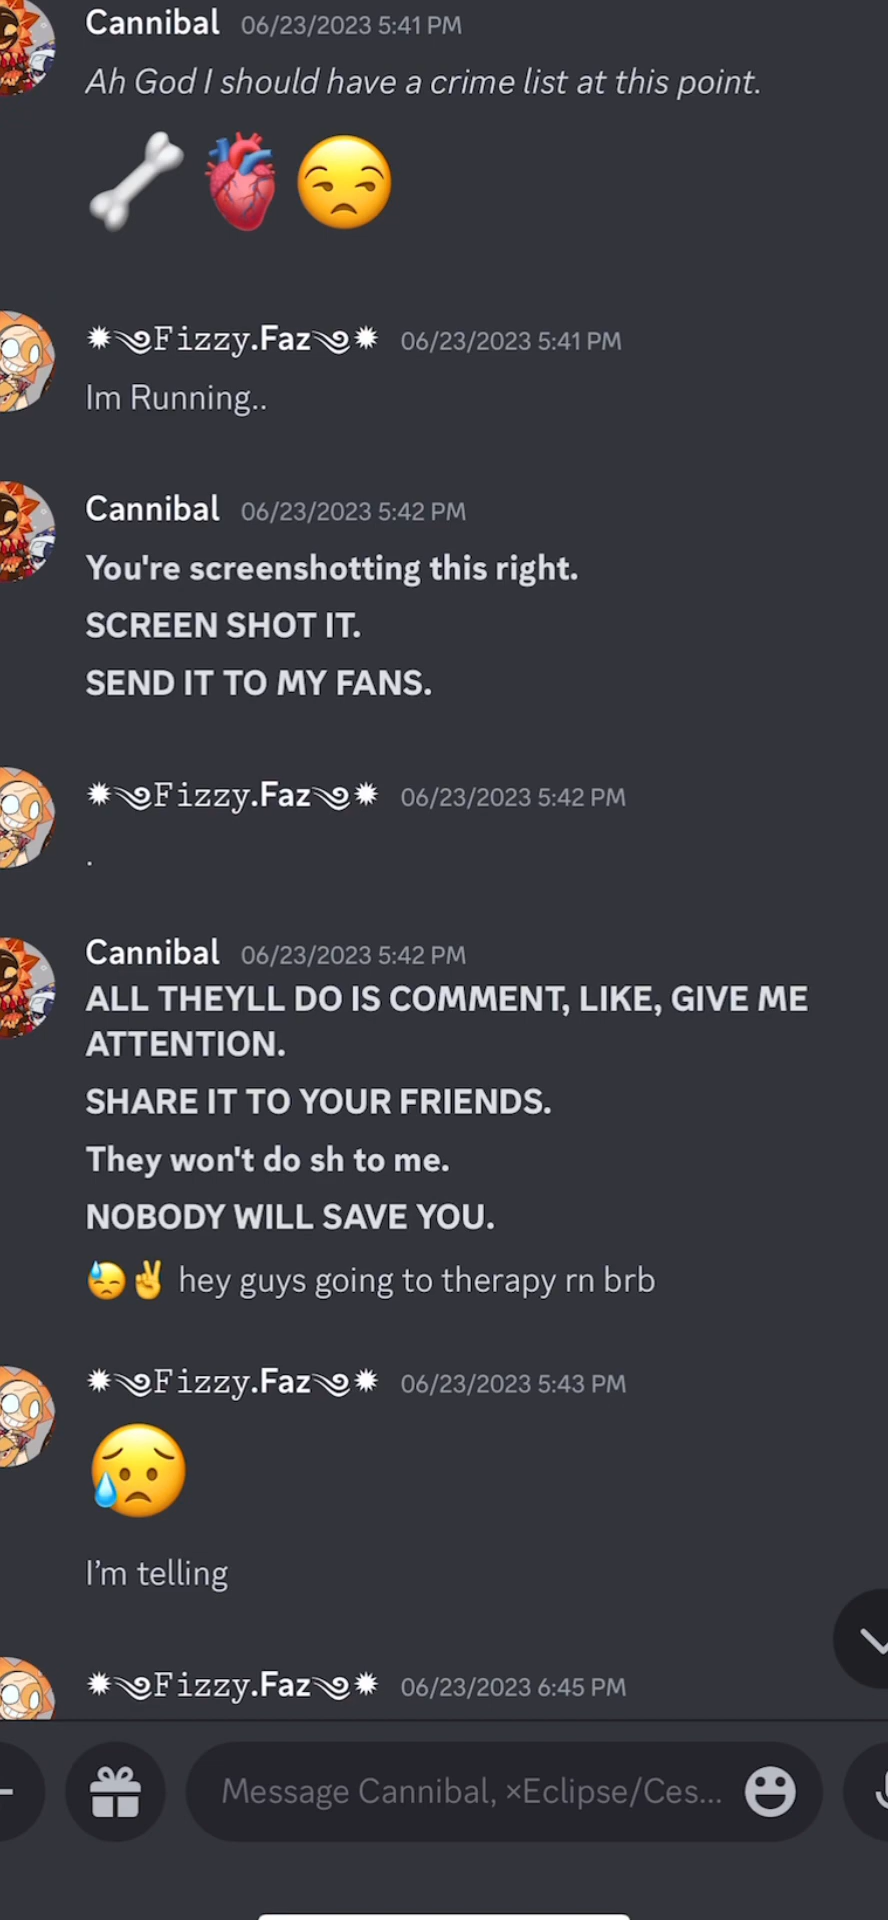 Cannibal 06/23/2023 5:41 PM
Ah God I should have a crime list at this point.
🦴 🫀 😒
✷༄Fizzy.Faz༄✷ 06/23/2023 5:41 PM
Im Running..
Cannibal 06/23/2023 5:42 PM
You're screenshotting this right.
SCREEN SHOT IT.
SEND IT TO MY FANS.
✷༄Fizzy.Faz༄✷ 06/23/2023 5:42 PM
.
Cannibal 06/23/2023 5:42 PM
ALL THEYLL DO IS COMMENT, LIKE, GIVE ME
ATTENTION.
SHARE IT TO YOUR FRIENDS.
They won't do sh to me.
NOBODY WILL SAVE YOU.
😓✌️ hey guys going to therapy rn brb
✷༄Fizzy.Faz༄✷ 06/23/2023 5:43 PM
😥
I'm telling
✷༄Fizzy.Faz༄✷ 06/23/2023 6:45 PM
Message Cannibal, ×Eclipse/Ces...